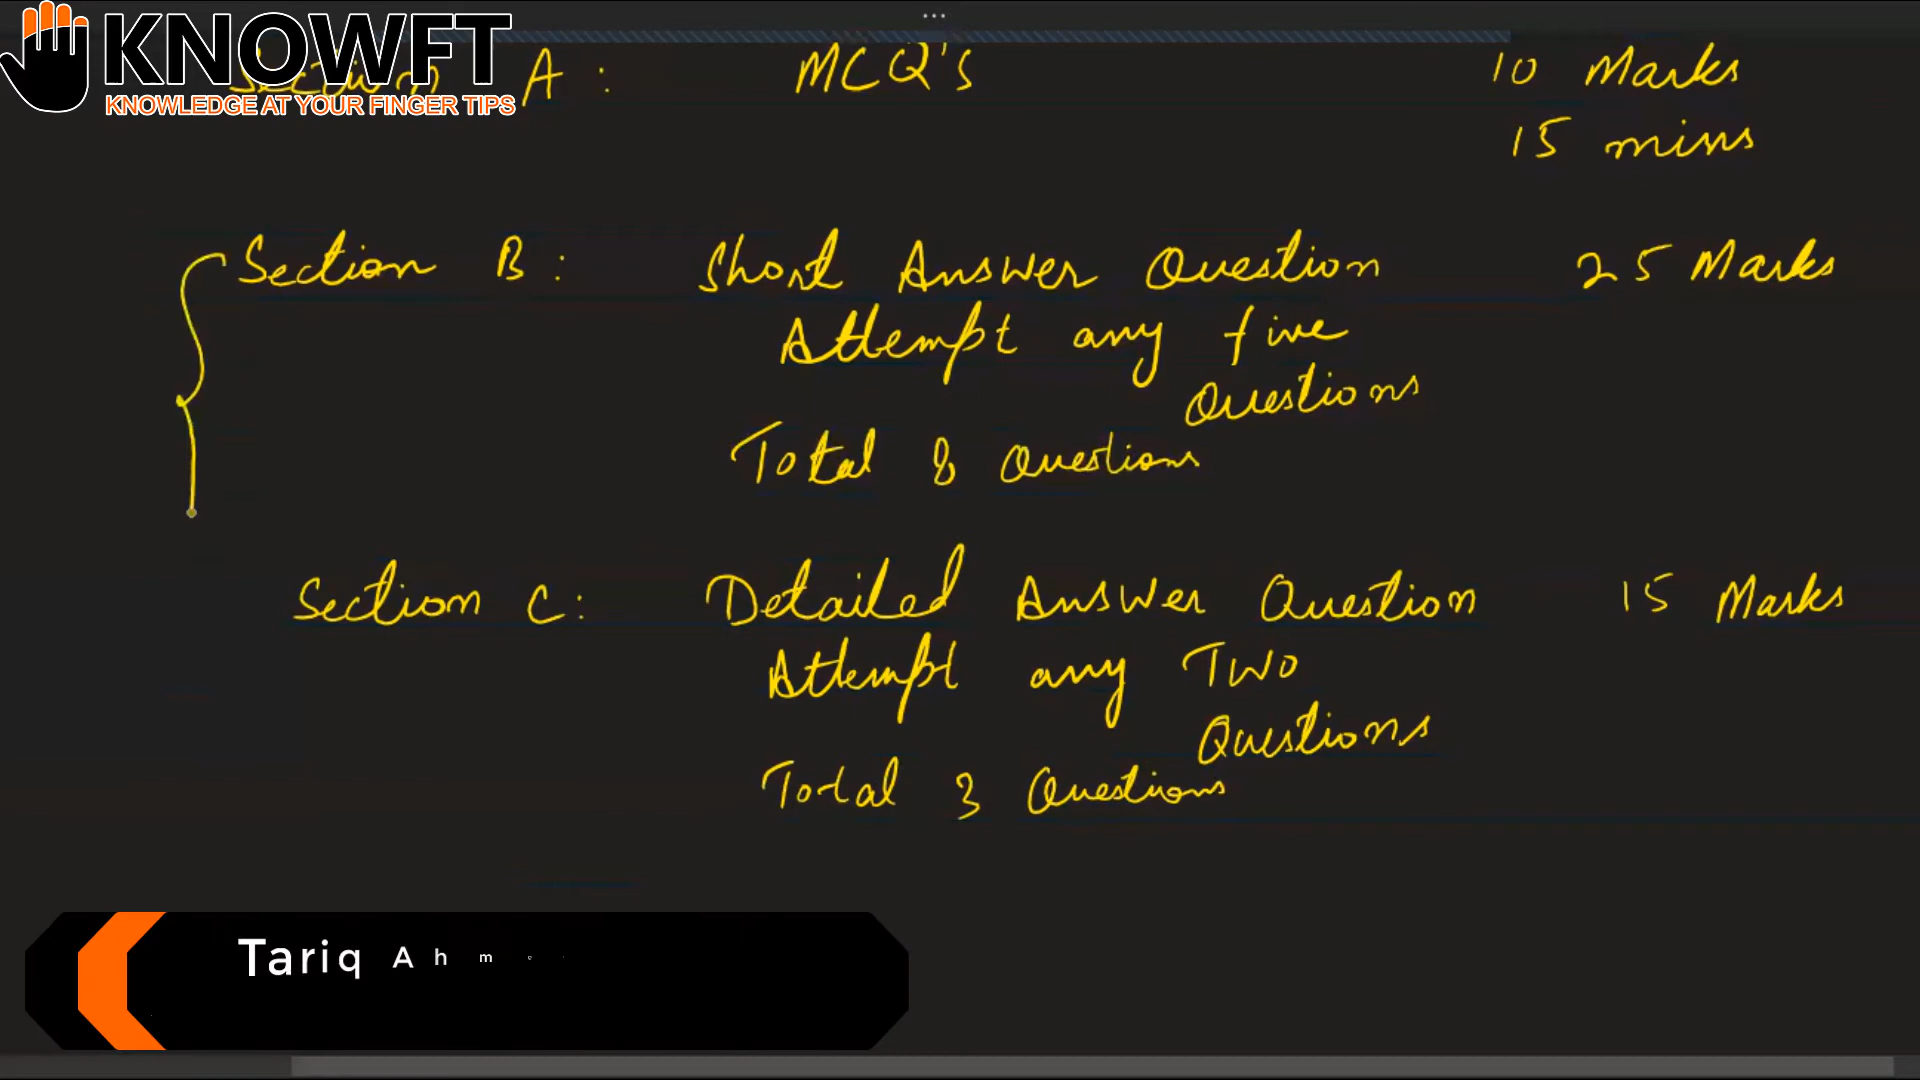 ...
KNOWFT
KNOWLEDGE AT YOUR FINGER TIPS
Section A : MCQ's 10 Marks
15 mins
Section B : Short Answer Question 25 Marks
Attempt any five
Questions
Total 8 Questions
Section C : Detailed Answer Question 15 Marks
Attempt any Two
Questions
Total 3 Questions
Tariq Ahm